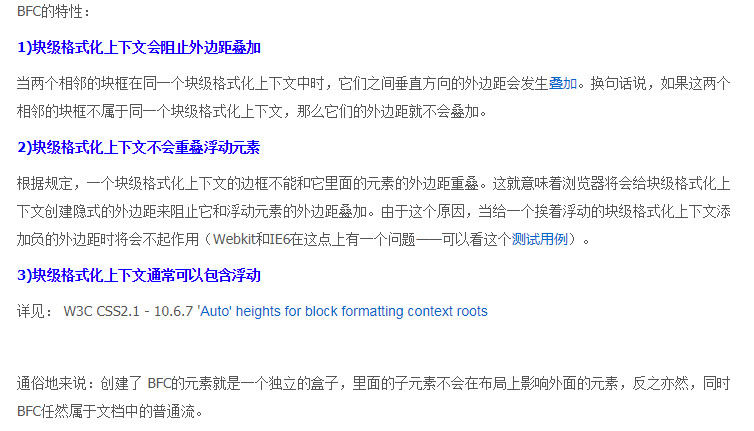 BFC的特性：
1)块级格式化上下文会阻止外边距叠加
当两个相邻的块框在同一个块级格式化上下文中时，它们之间垂直方向的外边距会发生叠加。换句话说，如果这两个
相邻的块框不属于同一个块级格式化上下文，那么它们的外边距就不会叠加。
2)块级格式化上下文不会重叠浮动元素
根据规定，一个块级格式化上下文的边框不能和它里面的元素的外边距重叠。这就意味着浏览器将会给块级格式化上
下文创建隐式的外边距来阻止它和浮动元素的外边距叠加。由于这个原因，当给一个挨着浮动的块级格式化上下文添
加负的外边距时将会不起作用（Webkit和IE6在这点上有一个问题——可以看这个测试用例）。
3)块级格式化上下文通常可以包含浮动
详见： W3C CSS2.1 - 10.6.7 'Auto' heights for block formatting context roots
通俗地来说：创建了 BFC的元素就是一个独立的盒子，里面的子元素不会在布局上影响外面的元素，反之亦然，同时
BFC任然属于文档中的普通流。